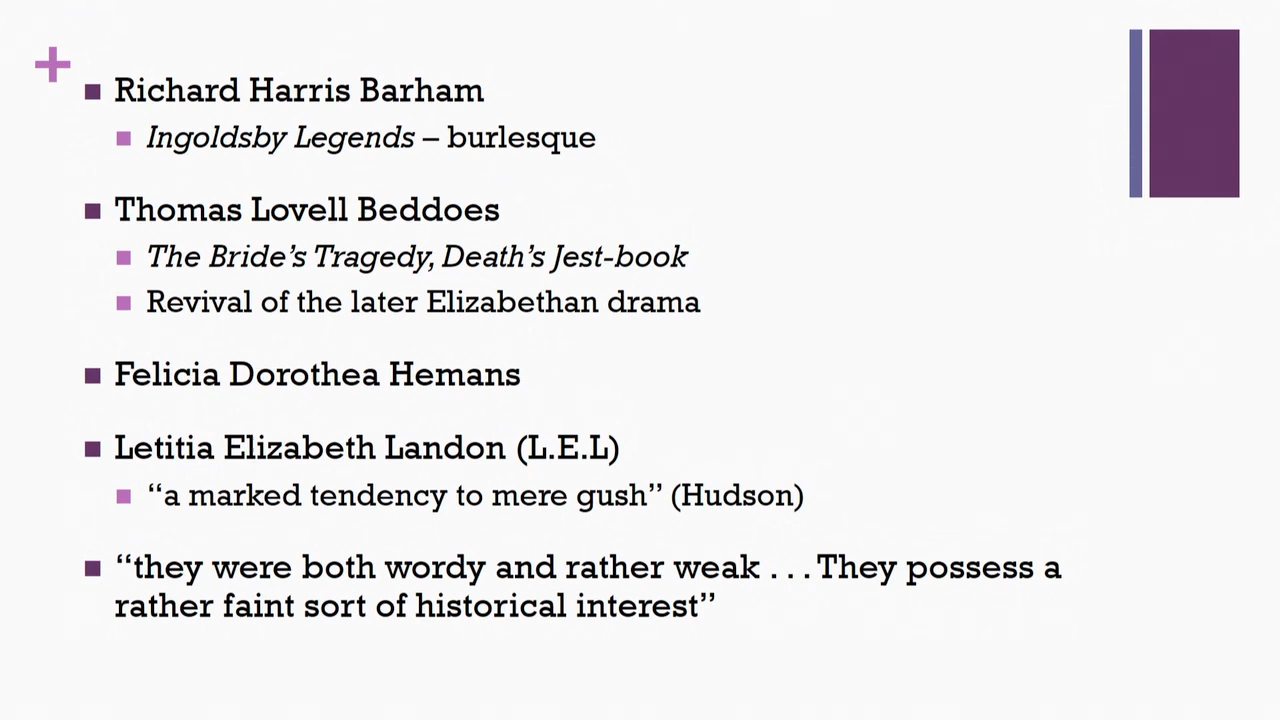 Richard Harris Barham
Ingoldsby Legends – burlesque
Thomas Lovell Beddoes
The Bride’s Tragedy, Death’s Jest-book
Revival of the later Elizabethan drama
Felicia Dorothea Hemans
Letitia Elizabeth Landon (L.E.L)
“a marked tendency to mere gush” (Hudson)
“they were both wordy and rather weak . . . They possess a
rather faint sort of historical interest”